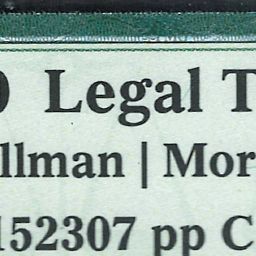 Legal T
llman | Mor
152307 pp C